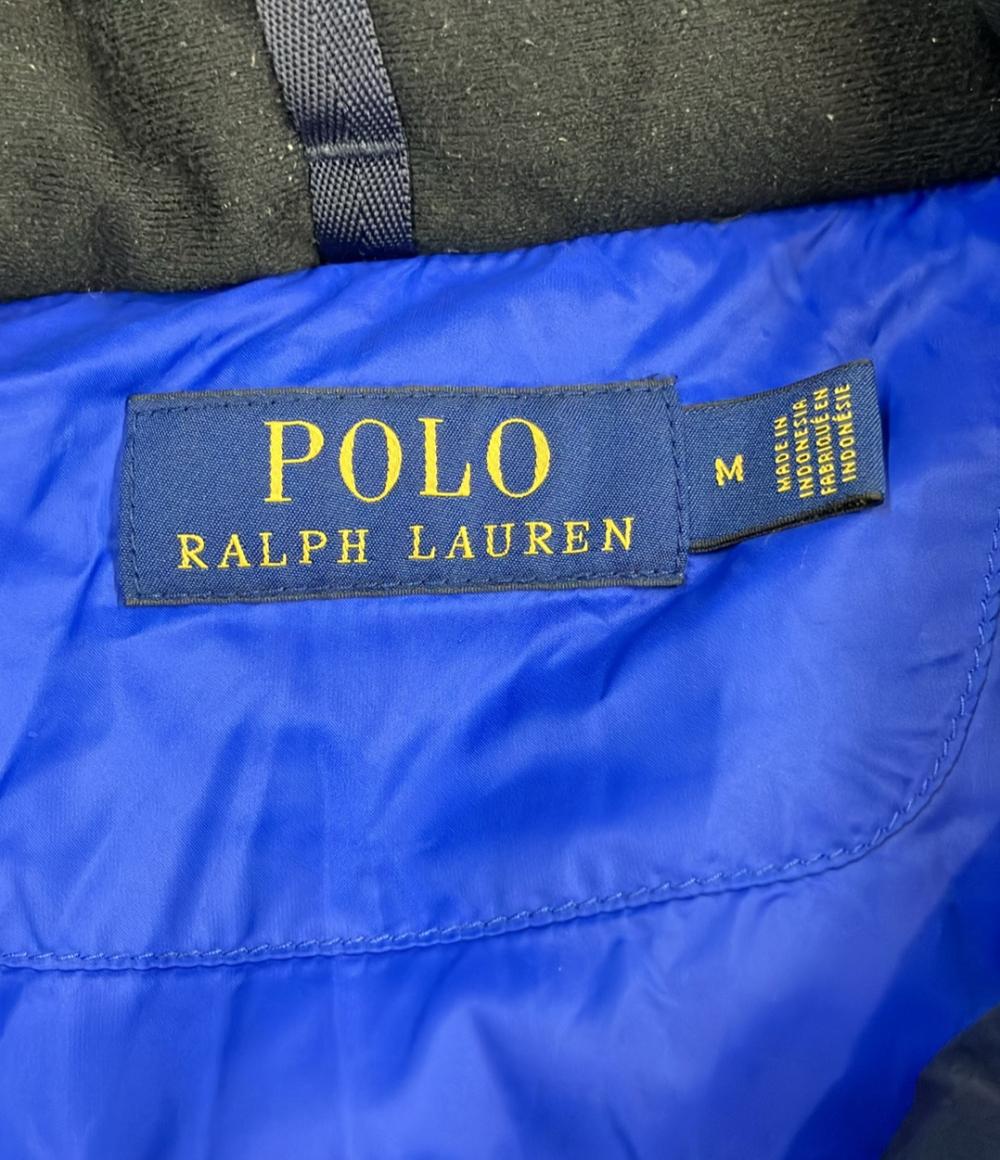 POLO
RALPH LAUREN
M
MADE IN
INDONESIA
FABRIQUÉ EN
INDONÉSIE